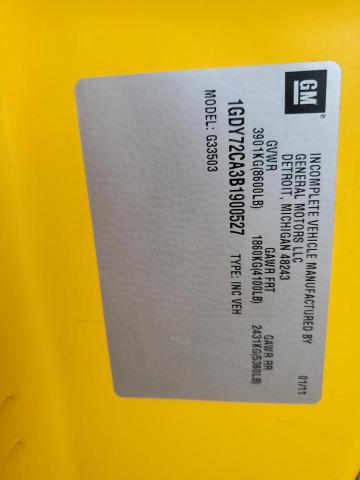 GM
INCOMPLETE VEHICLE MANUFACTURED BY
GENERAL MOTORS LLC
DETROIT, MICHIGAN 48243
01/11
GVWR GAWR FRT GAWR RR
3901KG(8600LB) 1860KG(4100LB) 2431KG(5360LB)
1GDY72CA3B1900527 TYPE: INC VEH
MODEL: G33503